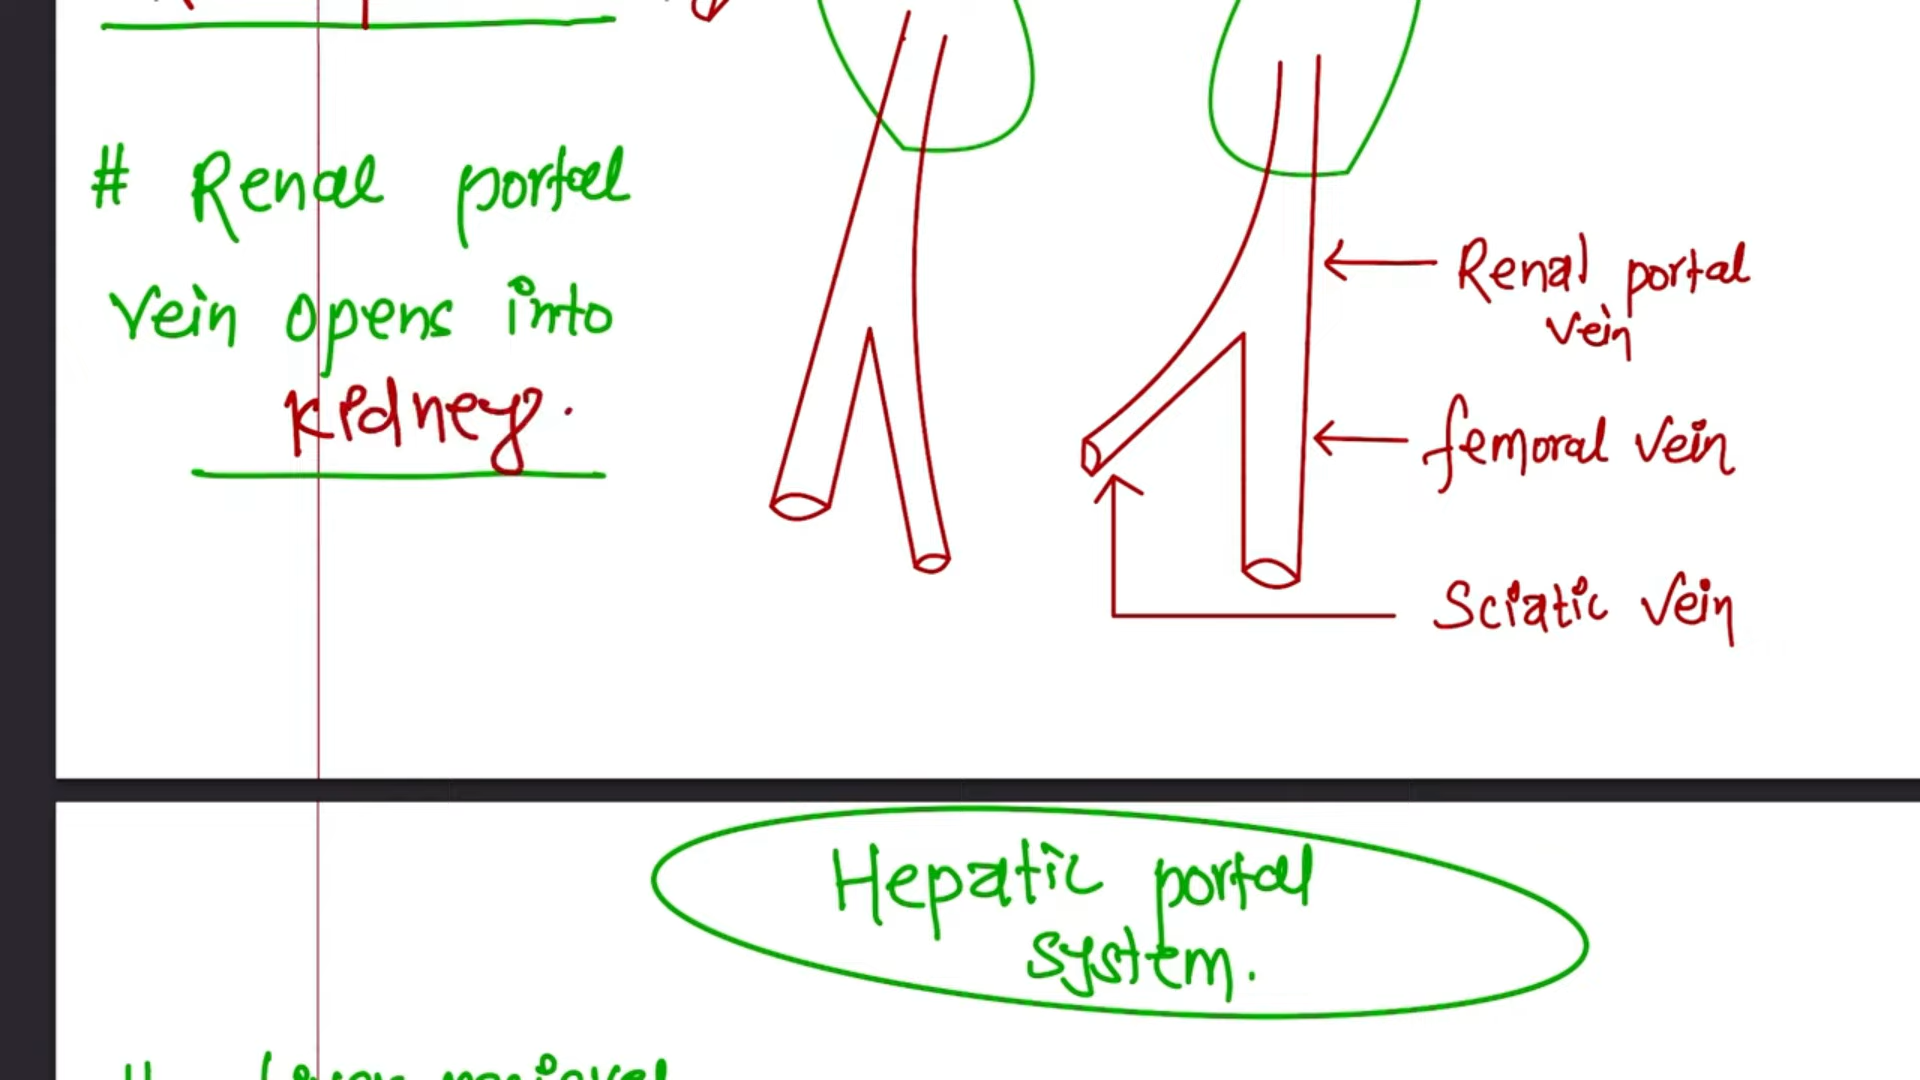 # Renal portal
vein opens into
kidney.
Renal portal
vein
femoral vein
Sciatic vein
Hepatic portal
system.